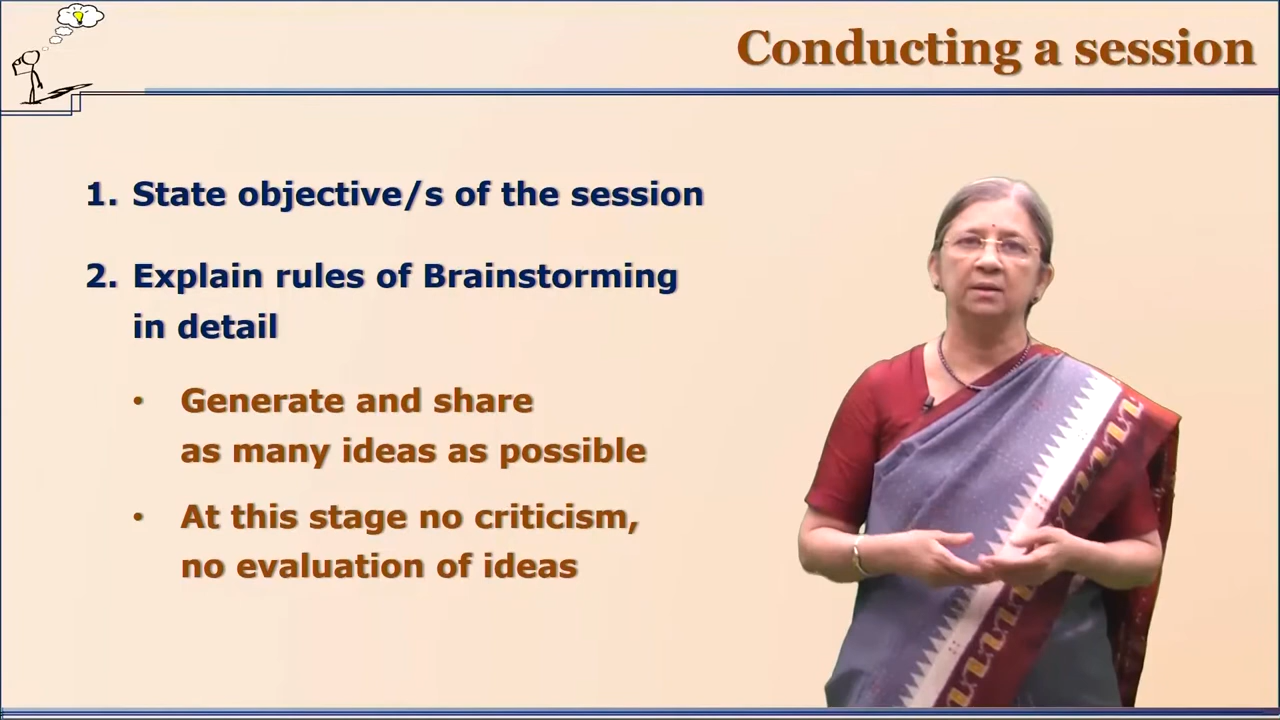 Conducting a session
1. State objective/s of the session
2. Explain rules of Brainstorming
in detail
• Generate and share
as many ideas as possible
• At this stage no criticism,
no evaluation of ideas